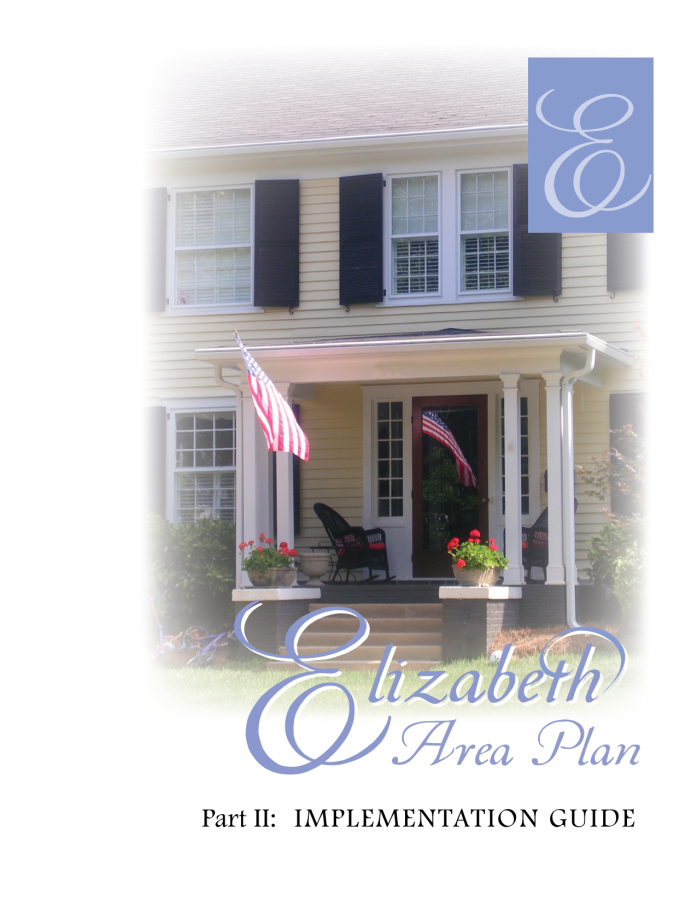 E
Elizabeth
Area Plan
Part II: IMPLEMENTATION GUIDE